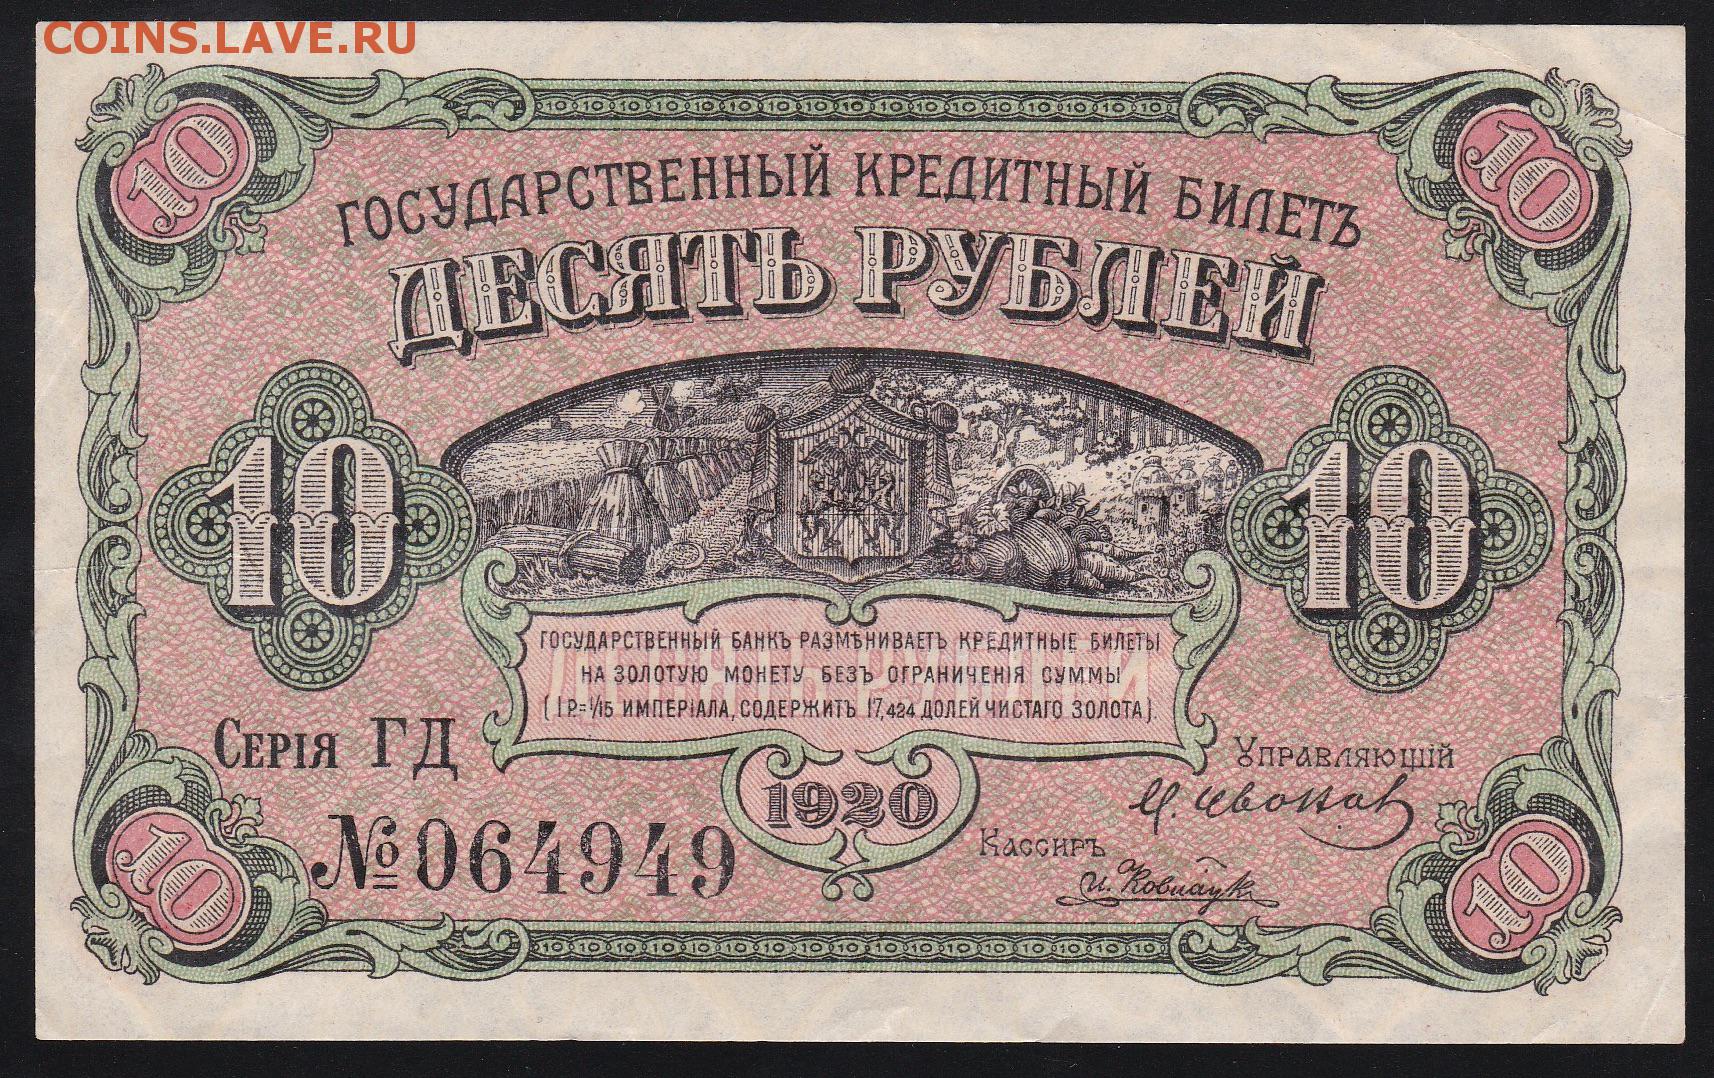 COINS.LAVE.RU
10 10
ГОСУДАРСТВЕННЫЙ КРЕДИТНЫЙ БИЛЕТЪ
ДЕСЯТЬ РУБЛЕЙ
10 10
ГОСУДАРСТВЕННЫЙ БАНКЪ РАЗМѢНИВАЕТЪ КРЕДИТНЫЕ БИЛЕТЫ
НА ЗОЛОТУЮ МОНЕТУ БЕЗЪ ОГРАНИЧЕНІЯ СУММЫ
(1 Р.=1/15 ИМПЕРІАЛА, СОДЕРЖИТЪ 17,424 ДОЛЕЙ ЧИСТАГО ЗОЛОТА).
СЕРІЯ ГД
УПРАВЛЯЮЩІЙ
1920
№ 064949
КАССИРЪ
10 10